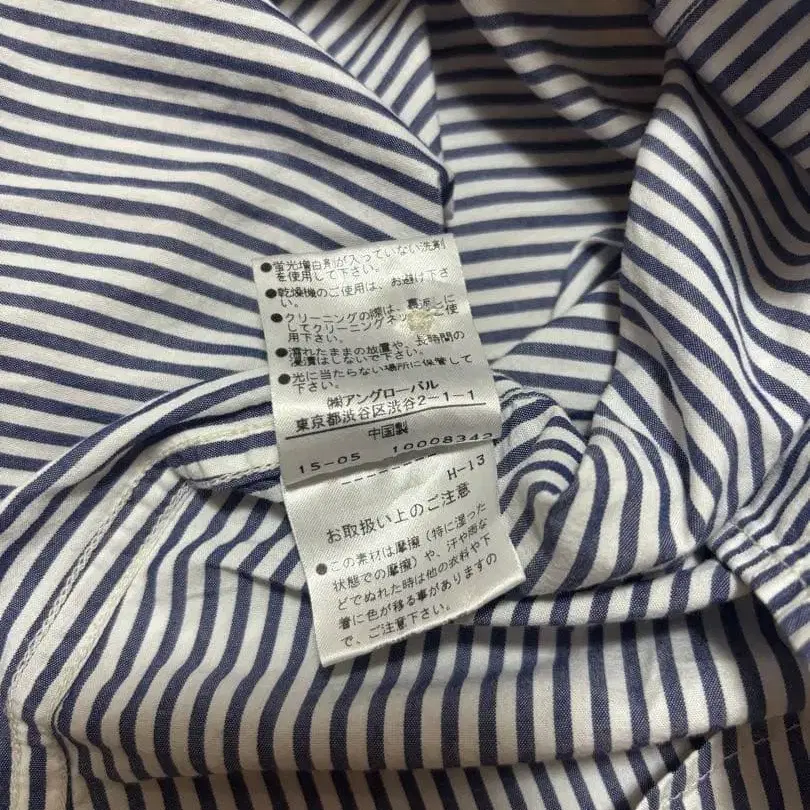 ●蛍光増白剤が入っていない洗剤
を使用して下さい。
●乾燥機のご使用は、お避け下さ
い。
●クリーニングの際は、裏返しに
してクリーニングネットをご使
用下さい。
●濡れたままの放置や、長時間の
浸漬はしないで下さい。
●光に当たらない場所に保管して
下さい。
㈱アングローバル
東京都渋谷区渋谷2-1-1
中国製
15-05 10008342
H-13
お取扱い上のご注意
●この素材は摩擦(特に湿った
状態での摩擦)や、汗や雨な
どでぬれた時は他の衣料や下
着に色が移る事がありますの
で、ご注意下さい。